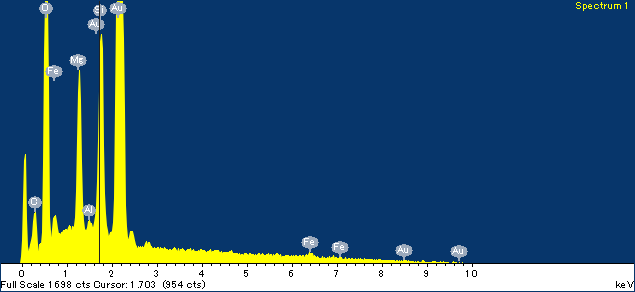 Spectrum 1
O Si Au
Au
Mg
Fe
C Al
Fe Fe Au Au
0 1 2 3 4 5 6 7 8 9 10
Full Scale 1698 cts Cursor: 1.703 (954 cts) keV